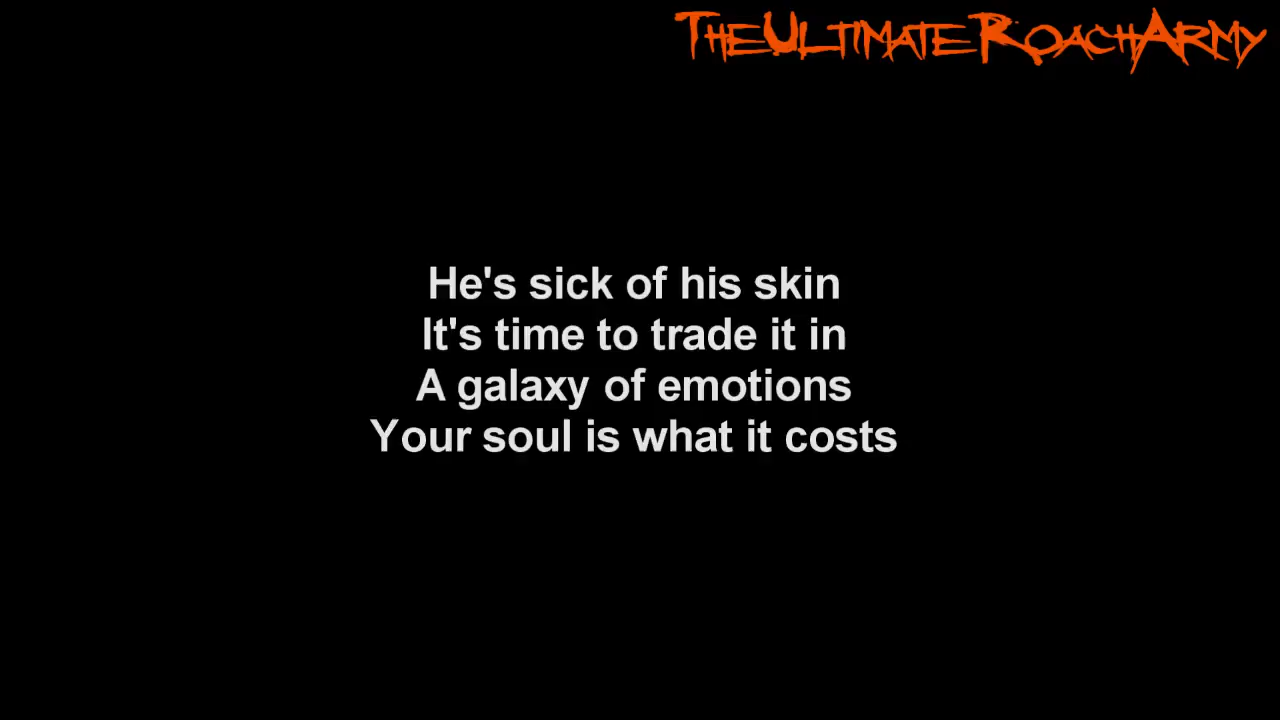 TheUltimateRoachArmy
He's sick of his skin
It's time to trade it in
A galaxy of emotions
Your soul is what it costs